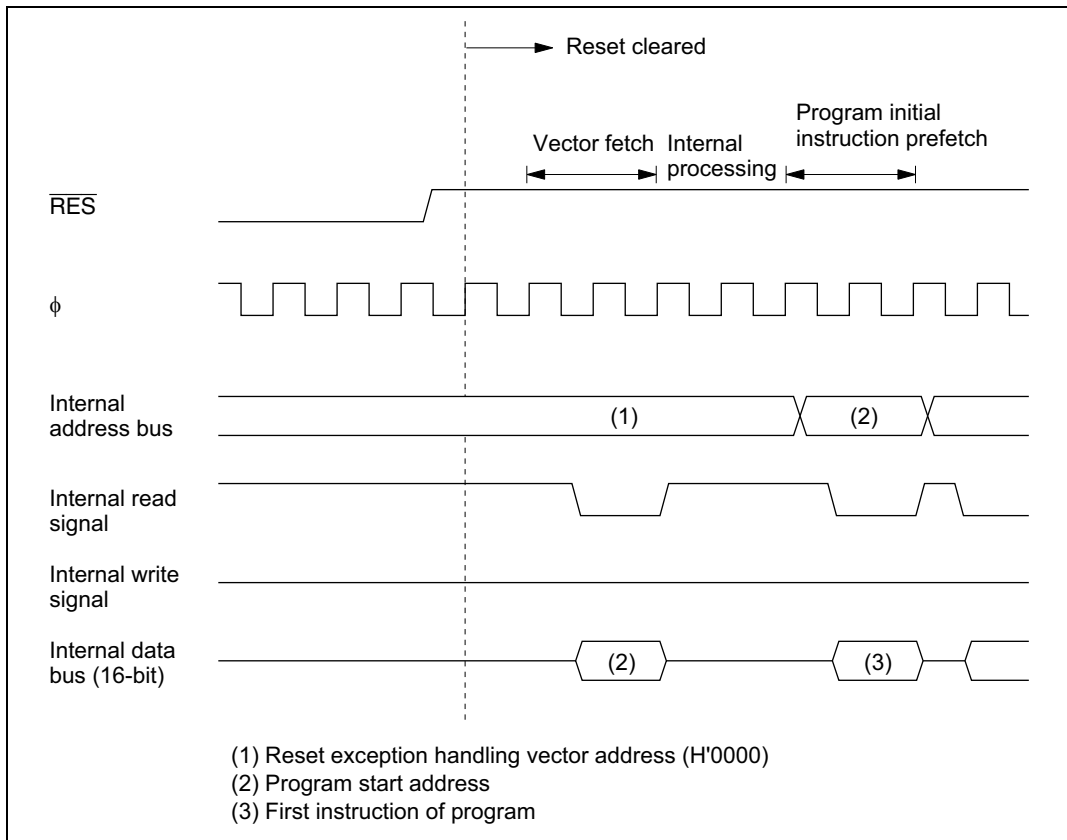 Reset cleared
Program initial
instruction prefetch
Vector fetch
Internal
processing
RES
ϕ
Internal
address bus
(1)
(2)
Internal read
signal
Internal write
signal
Internal data
bus (16-bit)
(2)
(3)
(1) Reset exception handling vector address (H'0000)
(2) Program start address
(3) First instruction of program